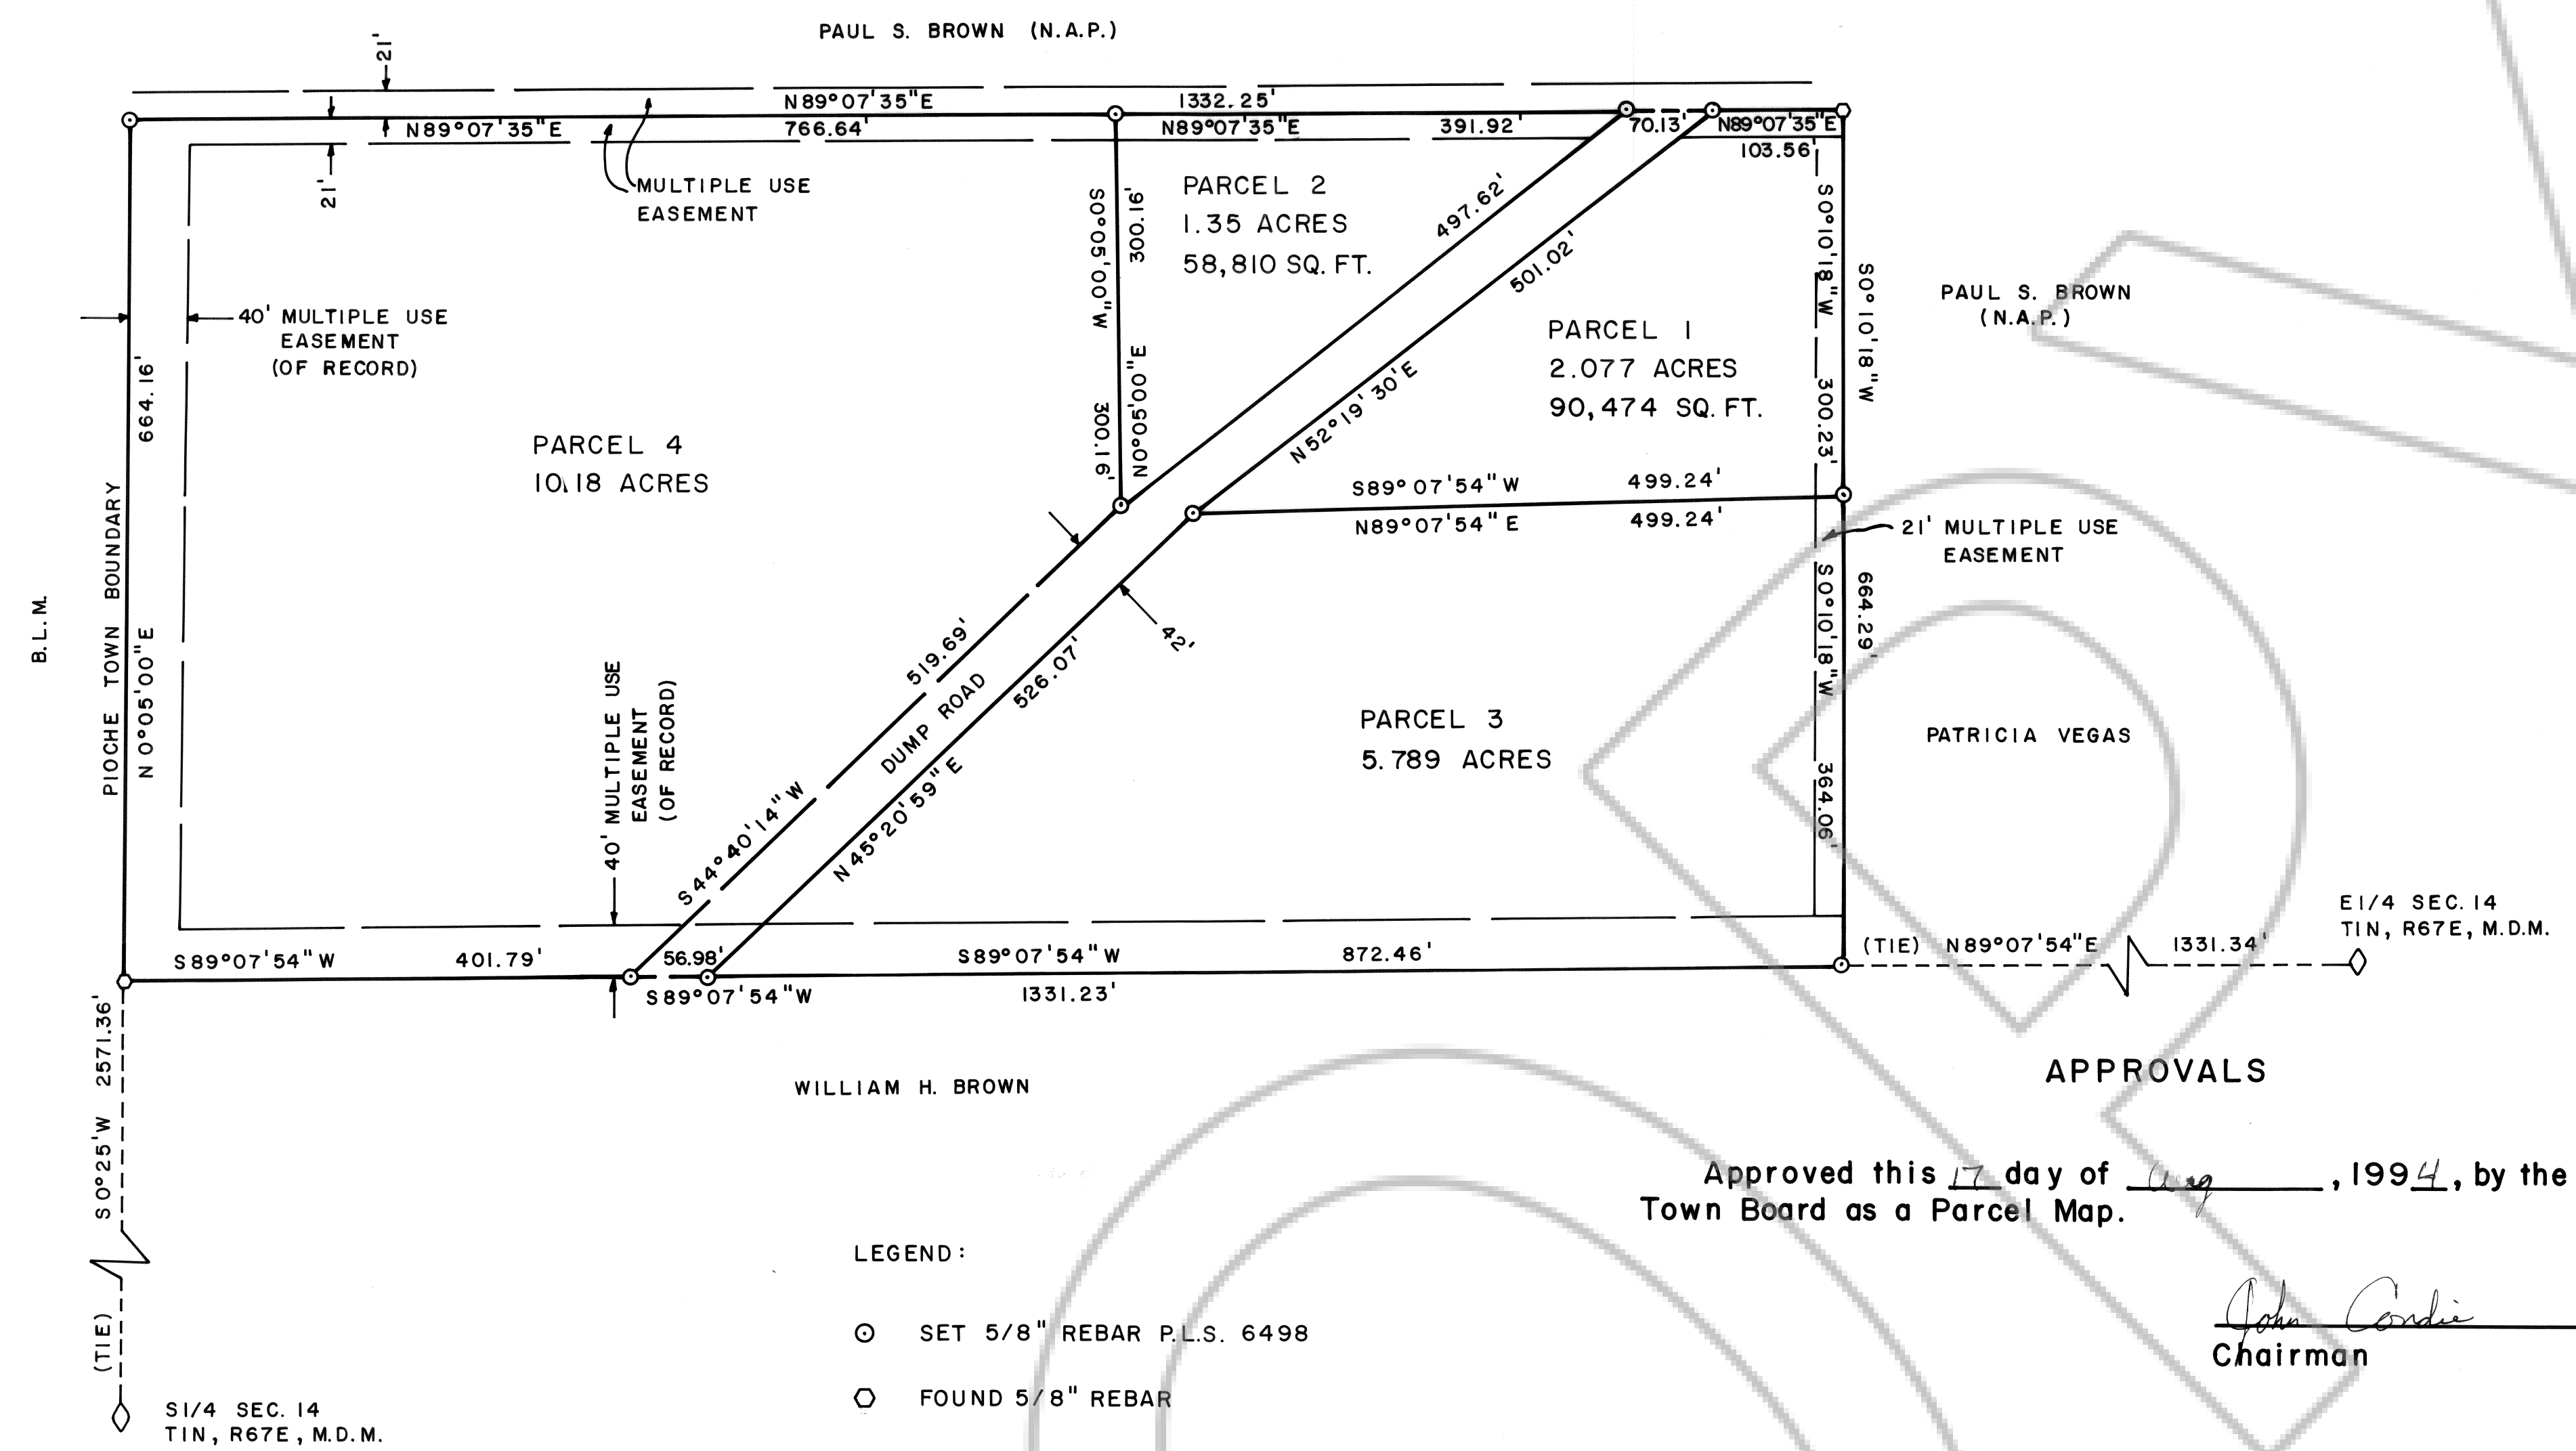 PAUL S. BROWN (N.A.P.)
21'
N89°07'35"E 1332.25'
N89°07'35"E 766.64' N89°07'35"E 391.92' 70.13' N89°07'35"E
103.56'
21'
MULTIPLE USE
EASEMENT
PARCEL 2
1.35 ACRES
58,810 SQ. FT.
S0°05'00"W 300.16'
300.16' N0°05'00"E
497.62'
501.02'
N52°19'30"E
PARCEL 1
2.077 ACRES
90,474 SQ. FT.
S0°10'18"W 300.23'
S0°10'18"W 664.29'
PAUL S. BROWN
(N.A.P.)
40' MULTIPLE USE
EASEMENT
(OF RECORD)
664.16'
N0°05'00"E
PIOCHE TOWN BOUNDARY
B.L.M.
PARCEL 4
10.18 ACRES
S89°07'54"W 499.24'
N89°07'54"E 499.24'
21' MULTIPLE USE
EASEMENT
S0°10'18"W 364.06'
42'
519.69'
526.07'
DUMP ROAD
S44°40'14"W
N45°20'59"E
40' MULTIPLE USE
EASEMENT
(OF RECORD)
PARCEL 3
5.789 ACRES
PATRICIA VEGAS
S89°07'54"W 401.79' 56.98' S89°07'54"W 872.46'
S89°07'54"W 1331.23'
(TIE) N89°07'54"E 1331.34'
E1/4 SEC. 14
T1N, R67E, M.D.M.
S0°25'W 2571.36'
(TIE)
S1/4 SEC. 14
T1N, R67E, M.D.M.
WILLIAM H. BROWN
LEGEND:
SET 5/8" REBAR P.L.S. 6498
FOUND 5/8" REBAR
APPROVALS
Approved this 17 day of Aug, 1994, by the
Town Board as a Parcel Map.
John Condie
Chairman